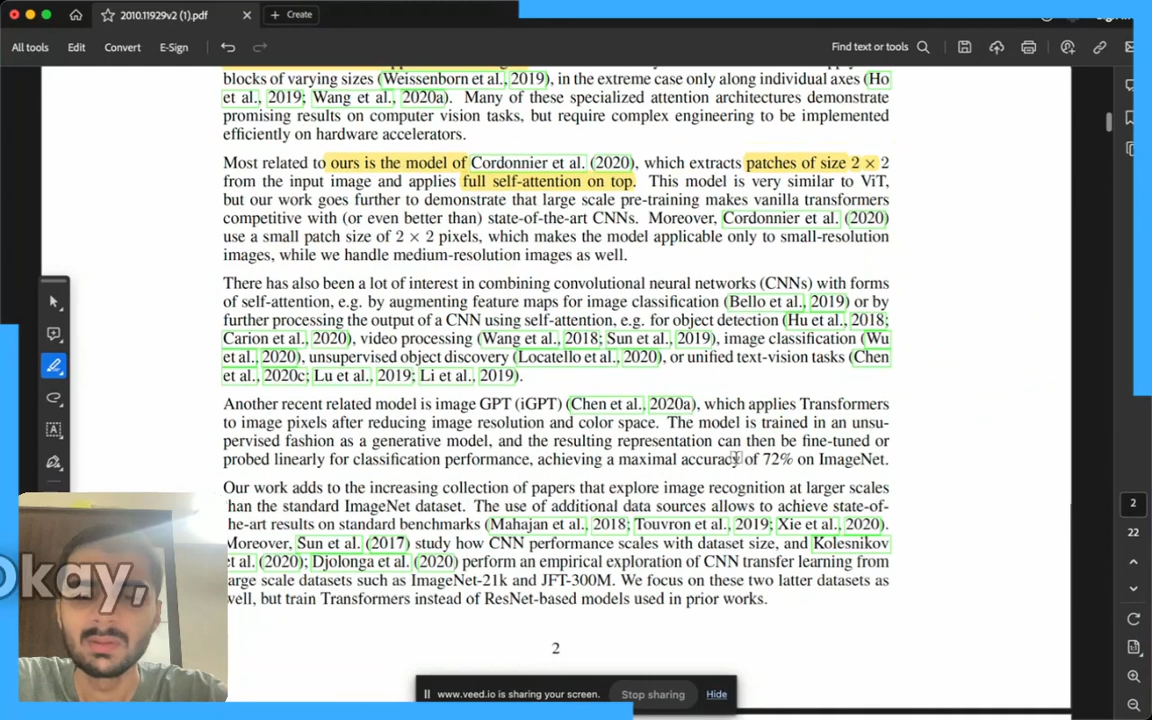 2010.11929v2 (1).pdf
Create
All tools
Edit
Convert
E-Sign
Find text or tools
blocks of varying sizes (Weissenborn et al., 2019), in the extreme case only along individual axes (Ho
et al., 2019; Wang et al., 2020a). Many of these specialized attention architectures demonstrate
promising results on computer vision tasks, but require complex engineering to be implemented
efficiently on hardware accelerators.
Most related to ours is the model of Cordonnier et al. (2020), which extracts patches of size 2 × 2
from the input image and applies full self-attention on top. This model is very similar to ViT,
but our work goes further to demonstrate that large scale pre-training makes vanilla transformers
competitive with (or even better than) state-of-the-art CNNs. Moreover, Cordonnier et al. (2020)
use a small patch size of 2 × 2 pixels, which makes the model applicable only to small-resolution
images, while we handle medium-resolution images as well.
There has also been a lot of interest in combining convolutional neural networks (CNNs) with forms
of self-attention, e.g. by augmenting feature maps for image classification (Bello et al., 2019) or by
further processing the output of a CNN using self-attention, e.g. for object detection (Hu et al., 2018;
Carion et al., 2020), video processing (Wang et al., 2018; Sun et al., 2019), image classification (Wu
et al., 2020), unsupervised object discovery (Locatello et al., 2020), or unified text-vision tasks (Chen
et al., 2020c; Lu et al., 2019; Li et al., 2019).
Another recent related model is image GPT (iGPT) (Chen et al., 2020a), which applies Transformers
to image pixels after reducing image resolution and color space. The model is trained in an unsu-
pervised fashion as a generative model, and the resulting representation can then be fine-tuned or
probed linearly for classification performance, achieving a maximal accuracy of 72% on ImageNet.
Our work adds to the increasing collection of papers that explore image recognition at larger scales
han the standard ImageNet dataset. The use of additional data sources allows to achieve state-of-
he-art results on standard benchmarks (Mahajan et al., 2018; Touvron et al., 2019; Xie et al., 2020).
Moreover, Sun et al. (2017) study how CNN performance scales with dataset size, and Kolesnikov
et al. (2020); Djolonga et al. (2020) perform an empirical exploration of CNN transfer learning from
arge scale datasets such as ImageNet-21k and JFT-300M. We focus on these two latter datasets as
well, but train Transformers instead of ResNet-based models used in prior works.
2
2
22
Okay,
www.veed.io is sharing your screen.
Stop sharing
Hide